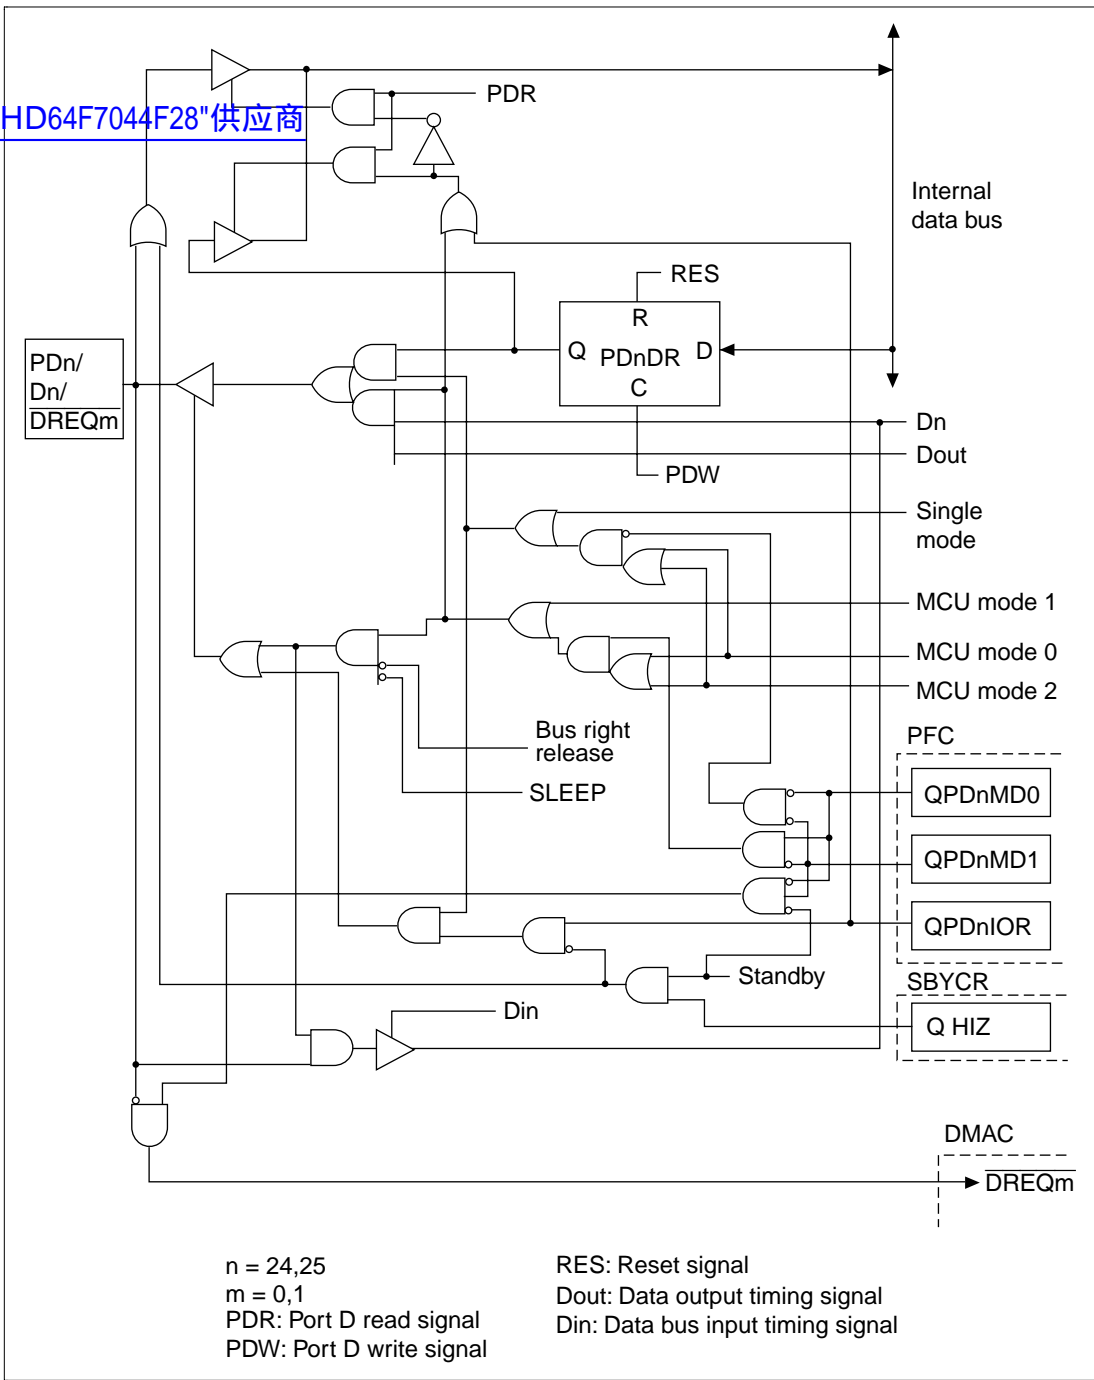 PDR
HD64F7044F28"供应商
Internal
data bus
RES
R
Q PDnDR D
C
PDn/
Dn/
DREQm
Dn
Dout
PDW
Single
mode
MCU mode 1
MCU mode 0
MCU mode 2
Bus right
release
SLEEP
PFC
QPDnMD0
QPDnMD1
QPDnIOR
Standby
SBYCR
Q HIZ
Din
DMAC
DREQm
n = 24,25
m = 0,1
PDR: Port D read signal
PDW: Port D write signal
RES: Reset signal
Dout: Data output timing signal
Din: Data bus input timing signal